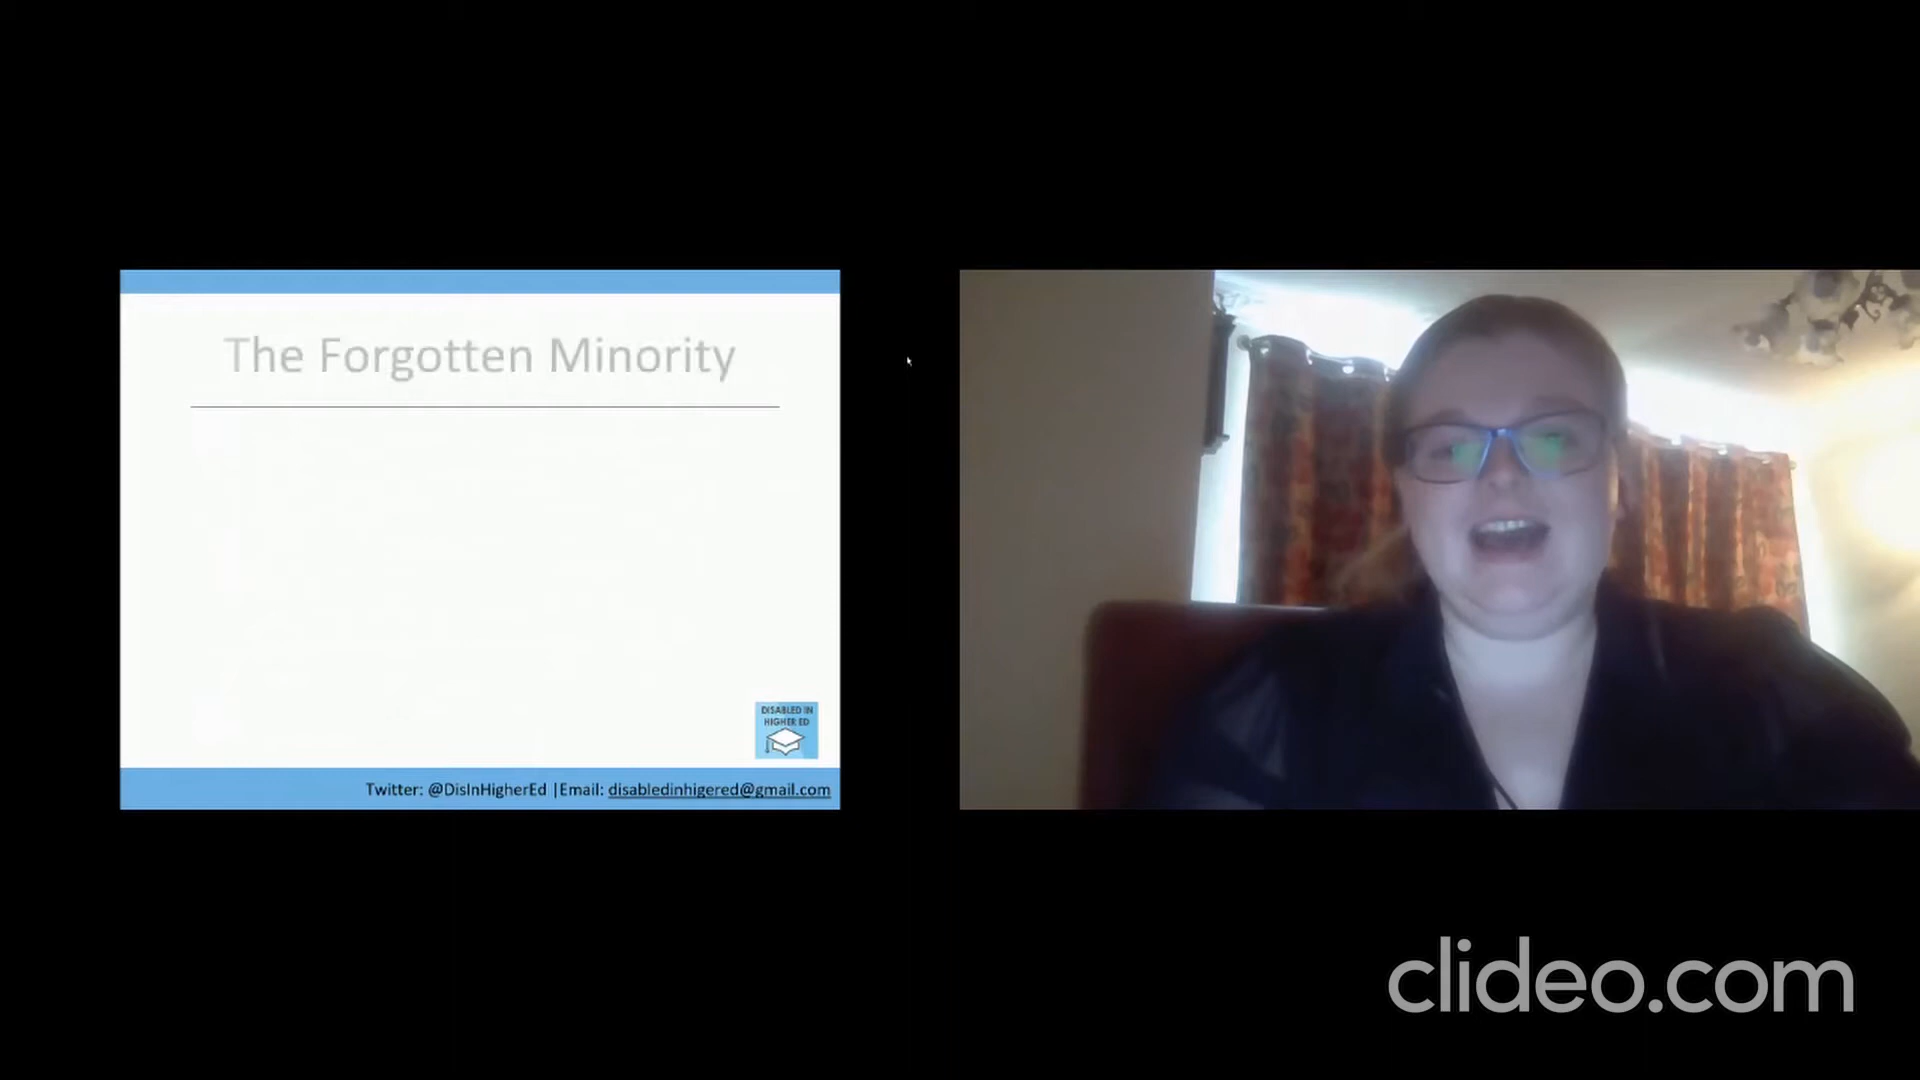 The Forgotten Minority
DISABLED IN
HIGHER ED
Twitter: @DisInHigherEd |Email: disabledinhigered@gmail.com
clideo.com